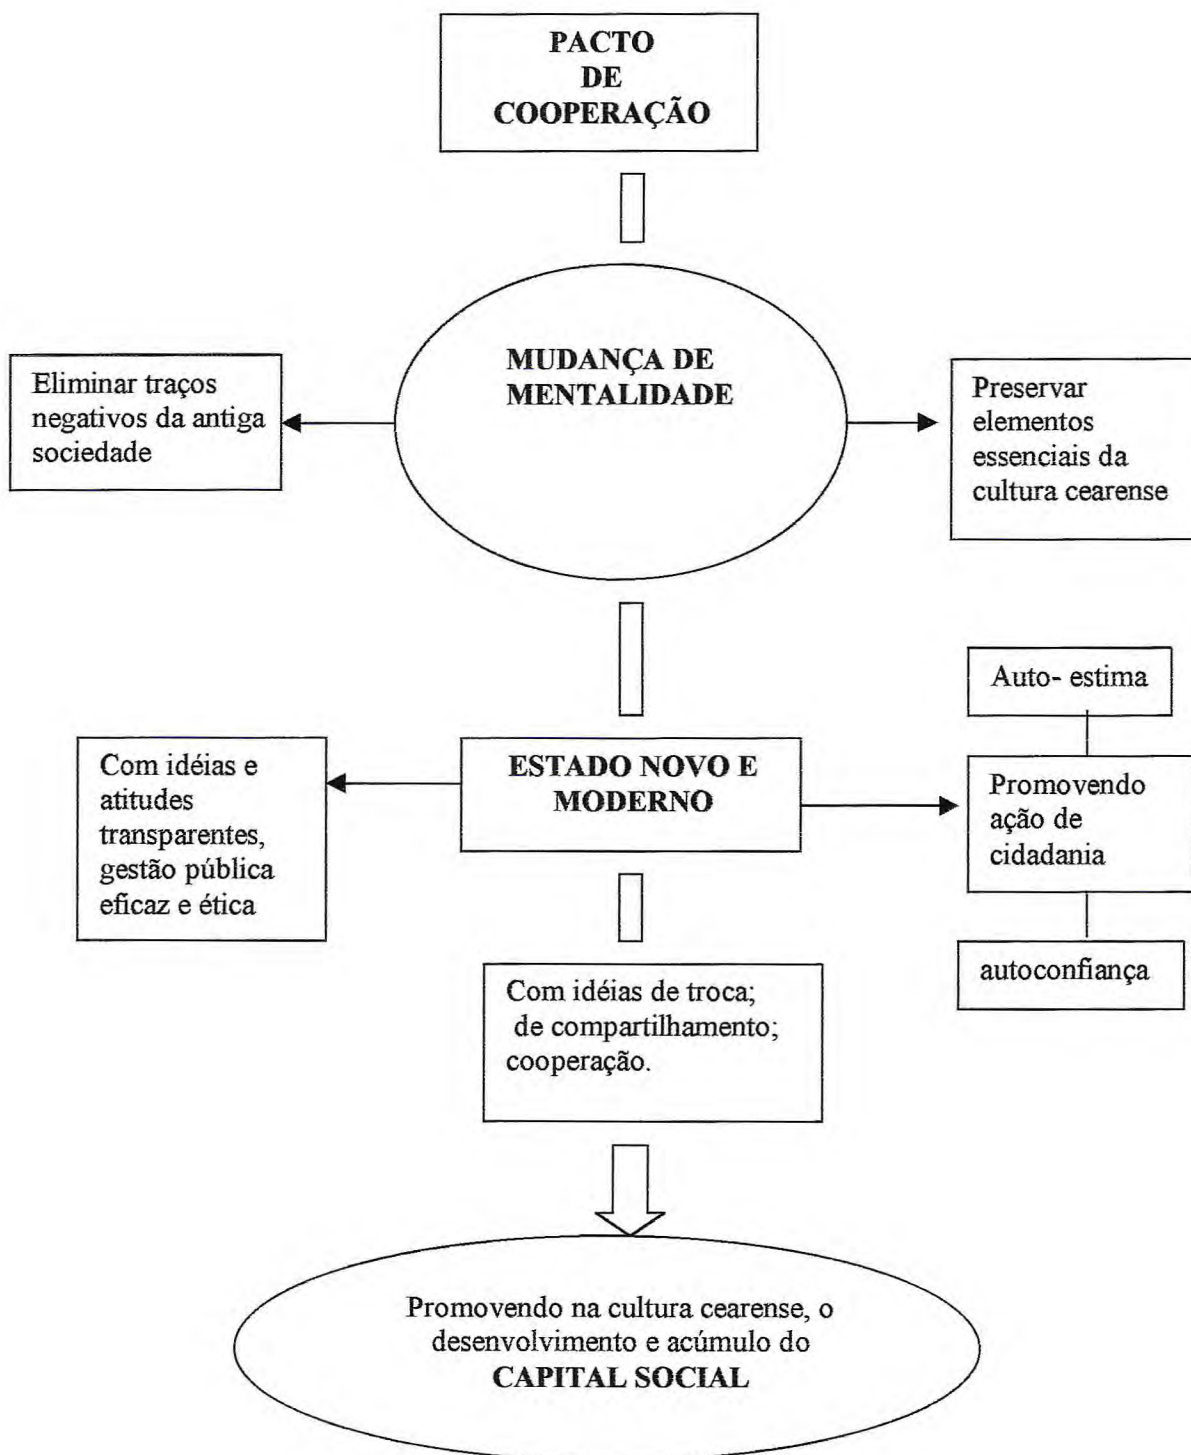 PACTO
DE
COOPERAÇÃO
MUDANÇA DE
MENTALIDADE
Eliminar traços
negativos da antiga
sociedade
Preservar
elementos
essenciais da
cultura cearense
Auto- estima
Com idéias e
atitudes
transparentes,
gestão pública
eficaz e ética
ESTADO NOVO E
MODERNO
Promovendo
ação de
cidadania
autoconfiança
Com idéias de troca;
de compartilhamento;
cooperação.
Promovendo na cultura cearense, o
desenvolvimento e acúmulo do
CAPITAL SOCIAL